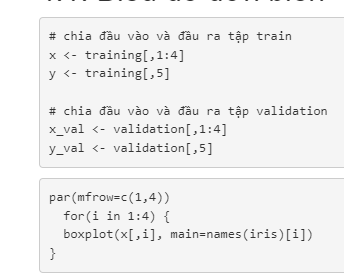 # chia đầu vào và đầu ra tập train
x <- training[,1:4]
y <- training[,5]
# chia đầu vào và đầu ra tập validation
x_val <- validation[,1:4]
y_val <- validation[,5]
par(mfrow=c(1,4))
  for(i in 1:4) {
  boxplot(x[,i], main=names(iris)[i])
}